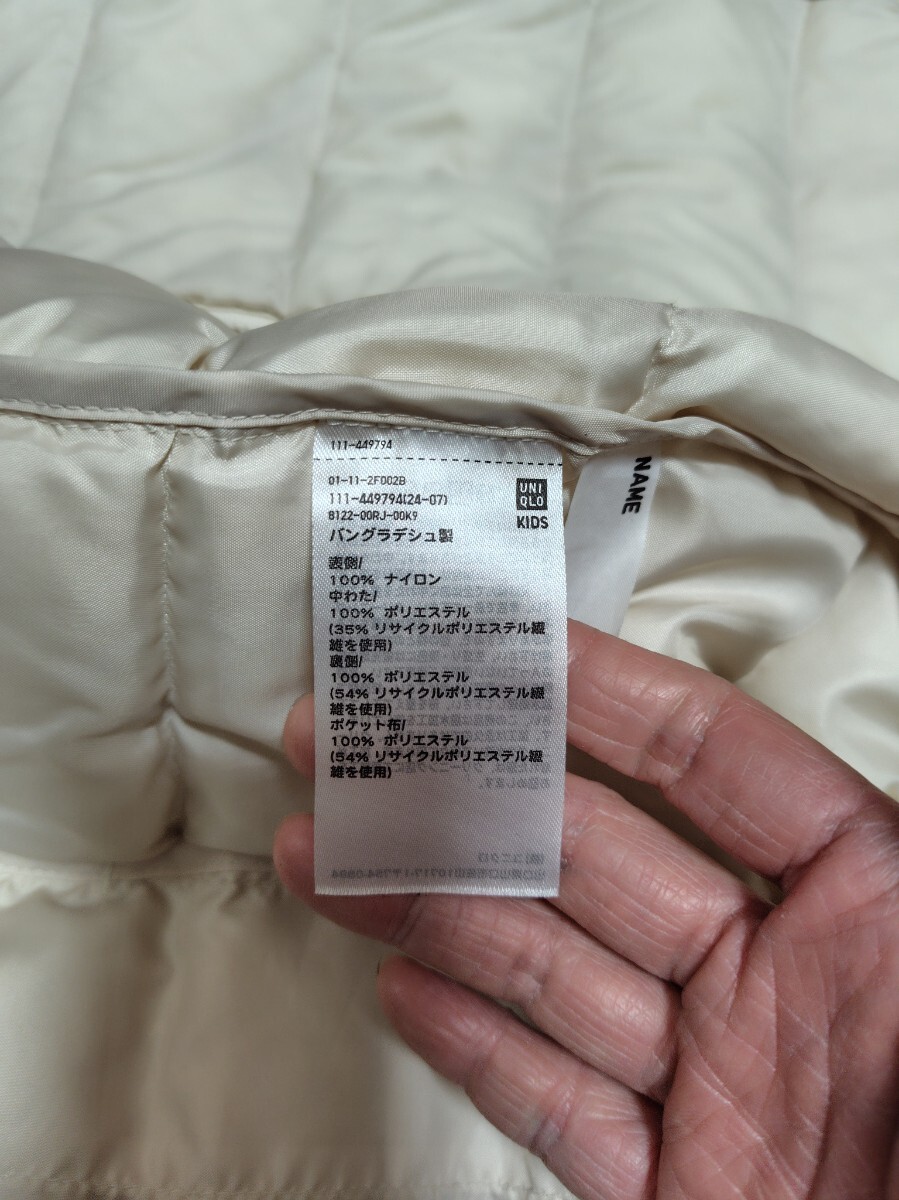 111-449794
01-11-2F002B
111-449794(24-07)
8122-00RJ-00K9
バングラデシュ製
UNI
QLO
KIDS
NAME
表側/
100% ナイロン
中わた/
100% ポリエステル
(35% リサイクルポリエステル繊
維を使用)
裏側/
100% ポリエステル
(54% リサイクルポリエステル繊
維を使用)
ポケット布/
100% ポリエステル
(54% リサイクルポリエステル繊
維を使用)